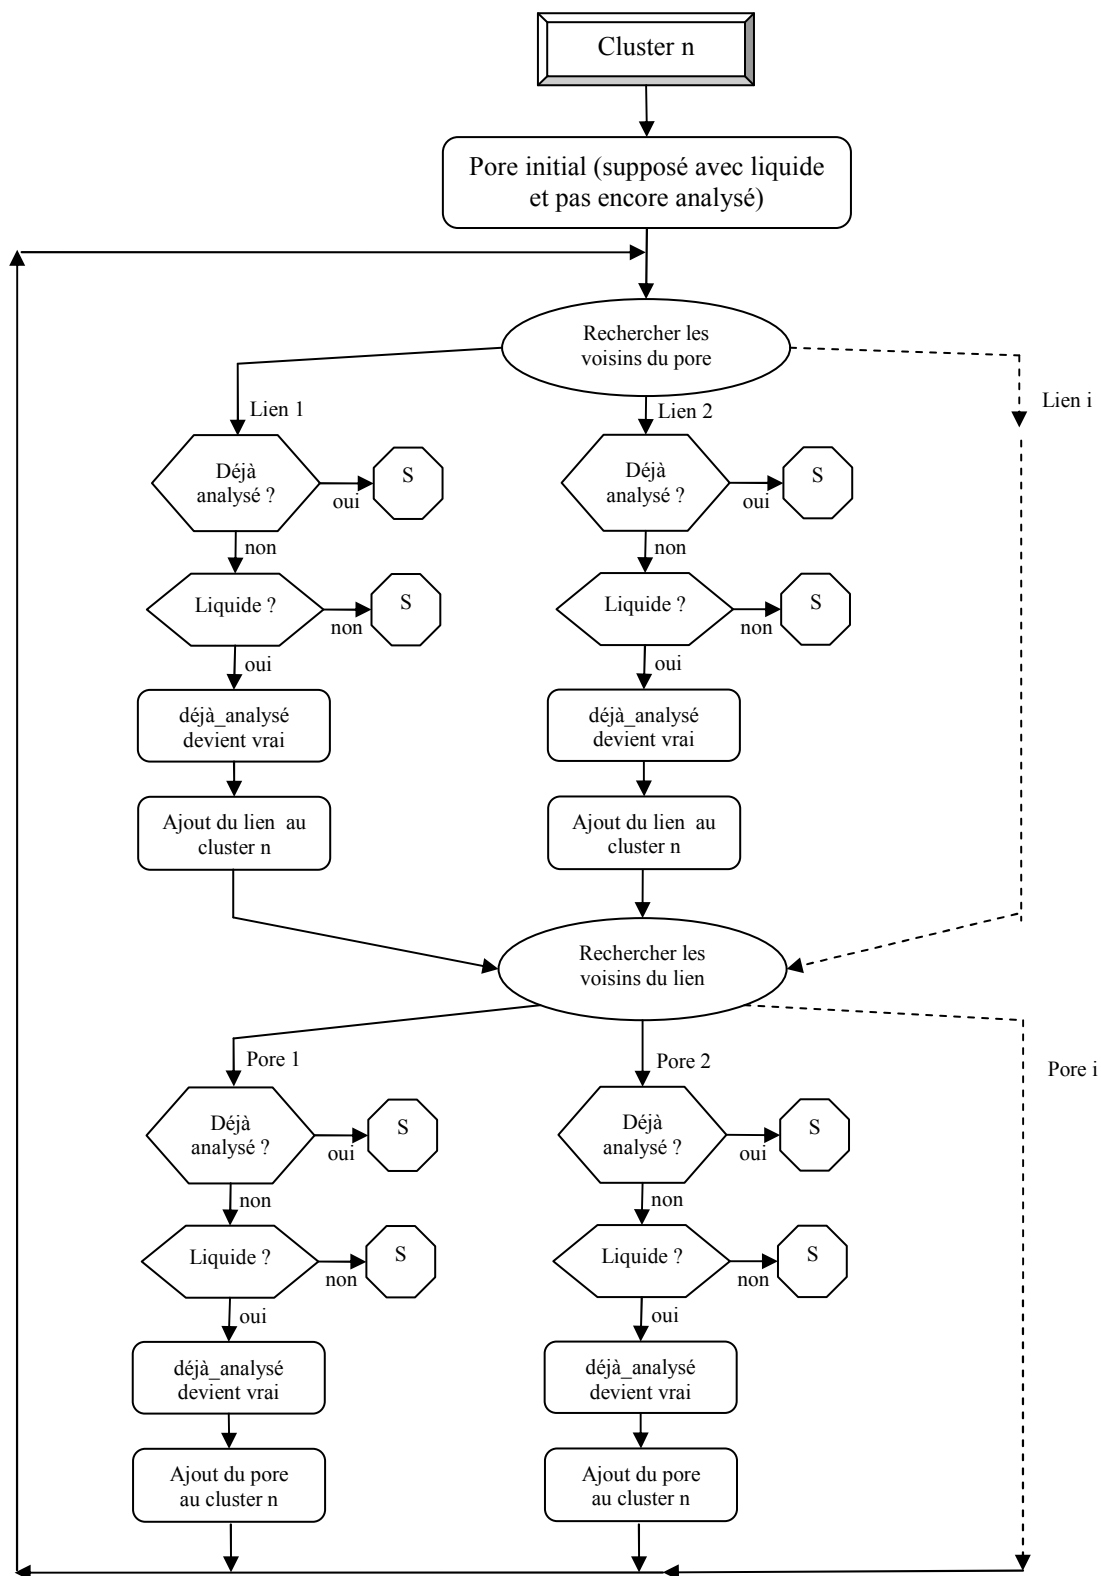 Cluster n
Pore initial (supposé avec liquide
et pas encore analysé)
Rechercher les
voisins du pore
Lien 1
Lien 2
Lien i
Déjà
analysé ?
oui
S
Déjà
analysé ?
oui
S
non
non
Liquide ?
non
S
Liquide ?
non
S
oui
oui
déjà_analysé
devient vrai
déjà_analysé
devient vrai
Ajout du lien au
cluster n
Ajout du lien au
cluster n
Rechercher les
voisins du lien
Pore 1
Pore 2
Pore i
Déjà
analysé ?
oui
S
Déjà
analysé ?
oui
S
non
non
Liquide ?
non
S
Liquide ?
non
S
oui
oui
déjà_analysé
devient vrai
déjà_analysé
devient vrai
Ajout du pore
au cluster n
Ajout du pore
au cluster n